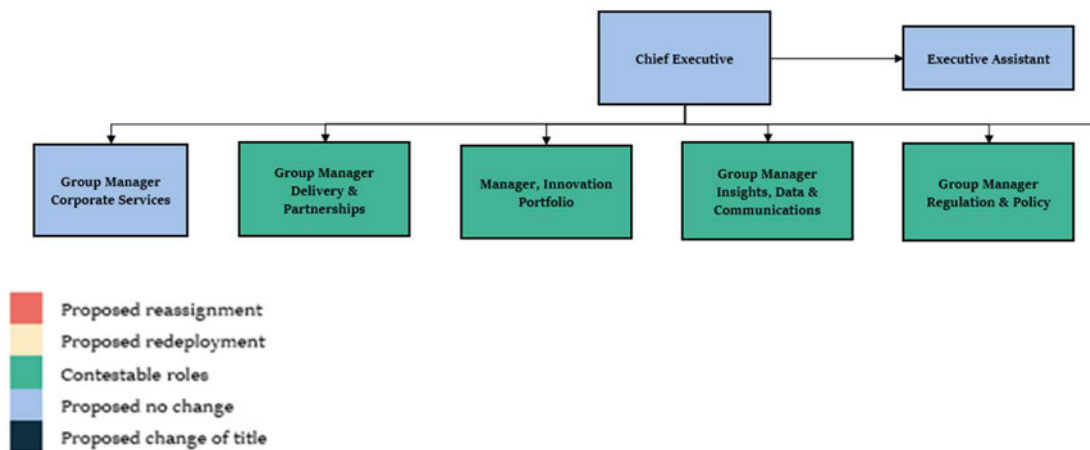 Chief Executive
Executive Assistant
Group Manager
Corporate Services
Group Manager
Delivery &
Partnerships
Manager, Innovation
Portfolio
Group Manager
Insights, Data &
Communications
Group Manager
Regulation & Policy
Proposed reassignment
Proposed redeployment
Contestable roles
Proposed no change
Proposed change of title